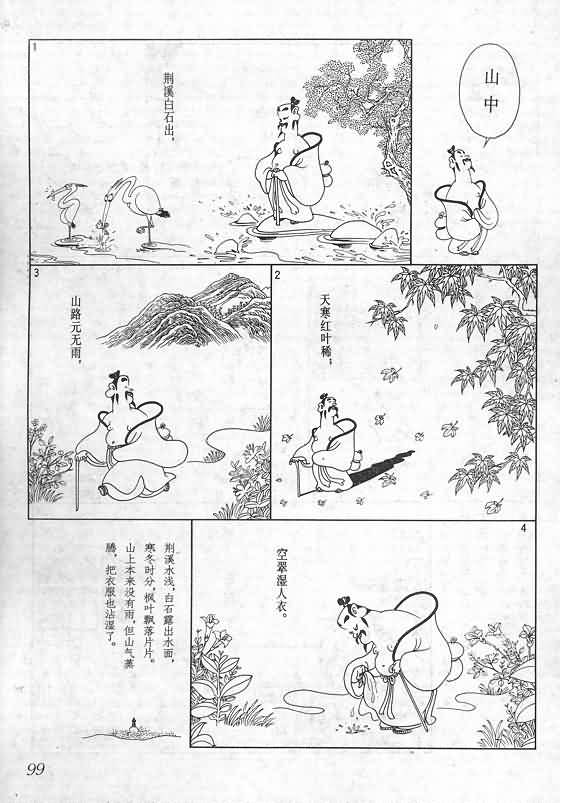 山中
1
荆溪白石出，
2
天寒红叶稀；
3
山路元无雨，
4
空翠湿人衣。
荆溪水浅，白石露出水面，
寒冬时分，枫叶飘落片片。
山上本来没有雨，但山气蒸
腾，把衣服也沾湿了。
99